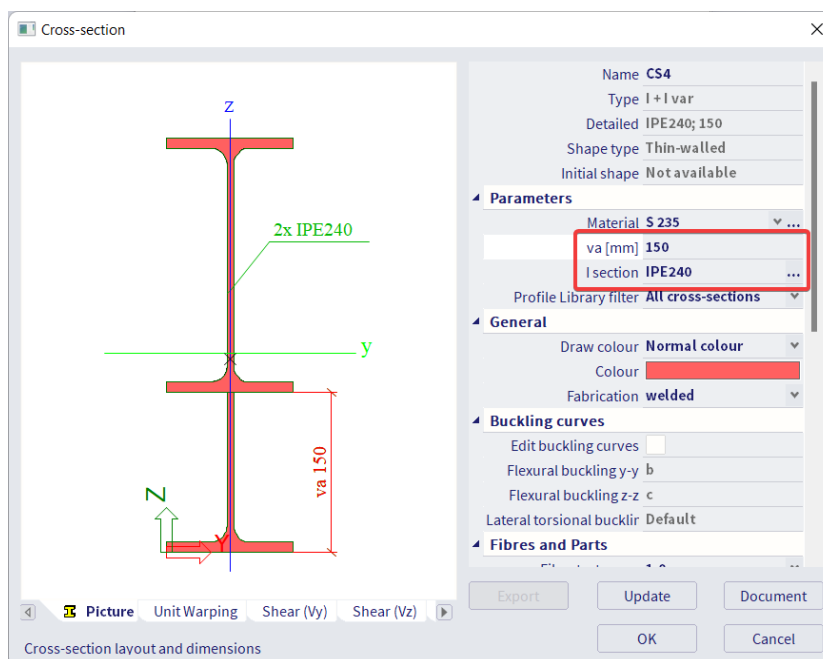 Cross-section
z
2x IPE240
y
va 150
Z
Y
Name CS4
Type I + I var
Detailed IPE240; 150
Shape type Thin-walled
Initial shape Not available
Parameters
Material S 235 ...
va [mm] 150
I section IPE240 ...
Profile Library filter All cross-sections
General
Draw colour Normal colour
Colour
Fabrication welded
Buckling curves
Edit buckling curves
Flexural buckling y-y b
Flexural buckling z-z c
Lateral torsional bucklir Default
Fibres and Parts
Picture Unit Warping Shear (Vy) Shear (Vz)
Export Update Document
OK Cancel
Cross-section layout and dimensions